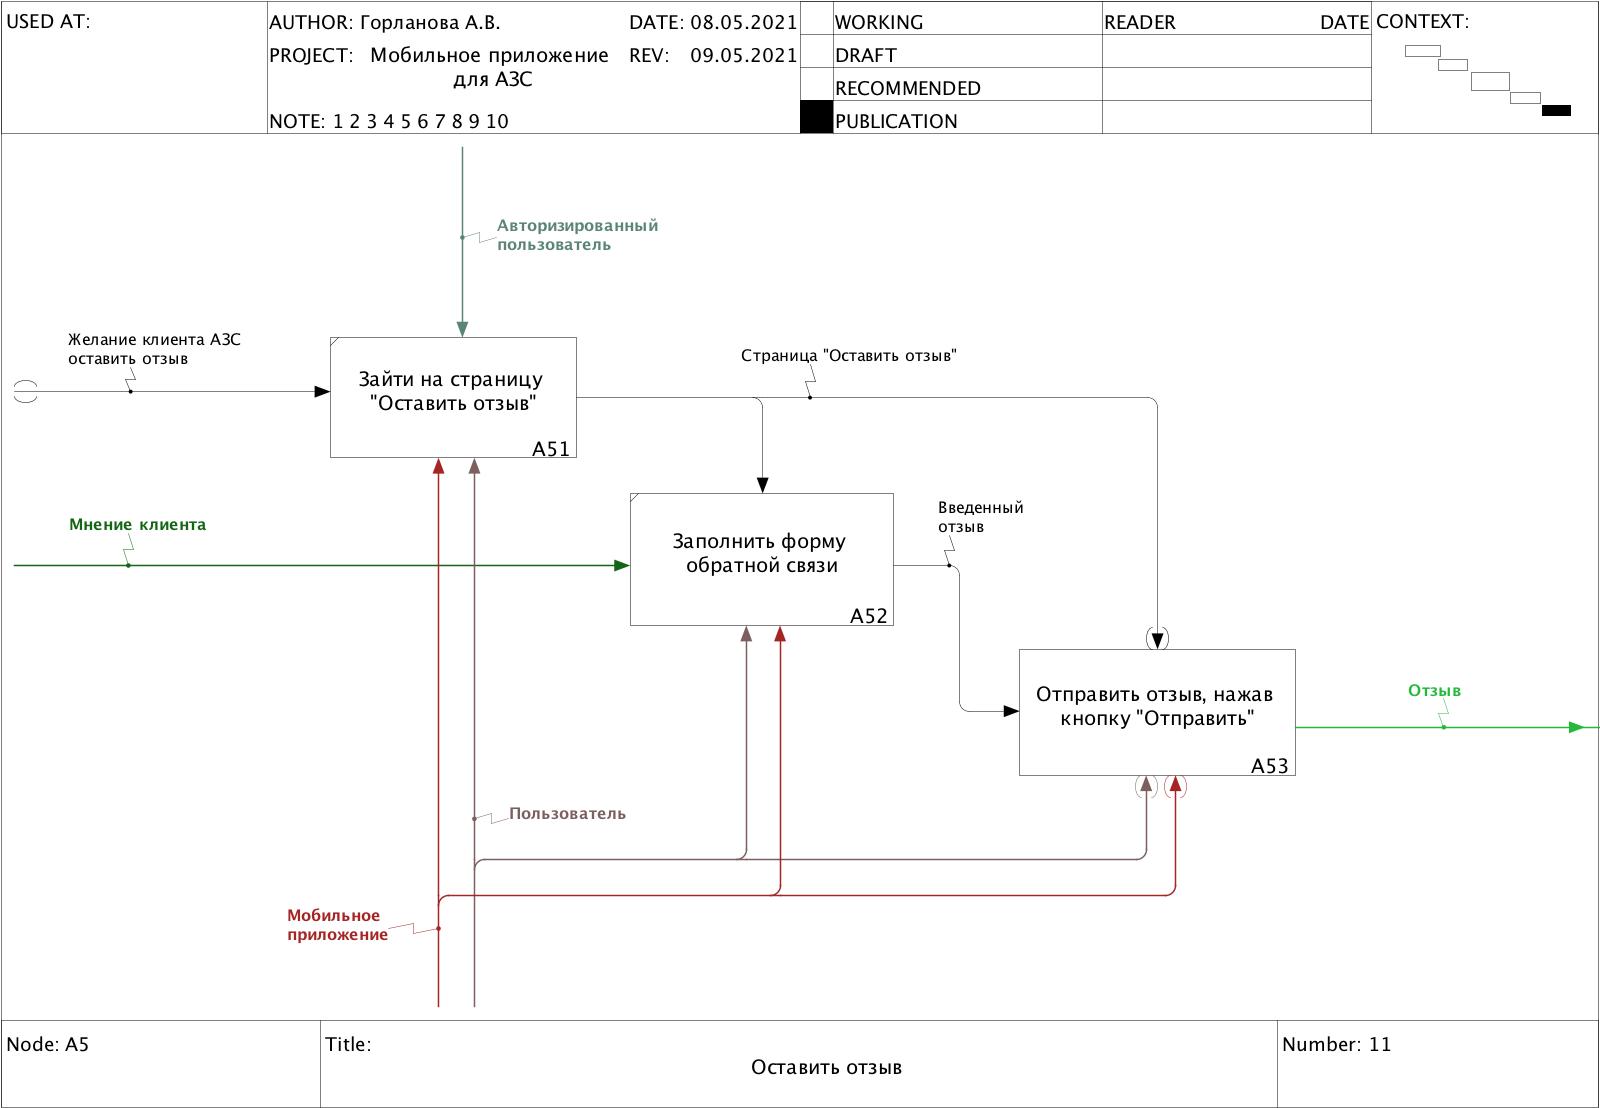 USED AT:
AUTHOR: Горланова А.В.
DATE: 08.05.2021
PROJECT: Мобильное приложение
для АЗС
REV: 09.05.2021
NOTE: 1 2 3 4 5 6 7 8 9 10
WORKING
DRAFT
RECOMMENDED
PUBLICATION
READER
DATE
CONTEXT:
Авторизированный
пользователь
Желание клиента АЗС
оставить отзыв
Зайти на страницу
"Оставить отзыв"
A51
Страница "Оставить отзыв"
Мнение клиента
Заполнить форму
обратной связи
A52
Введенный
отзыв
Отправить отзыв, нажав
кнопку "Отправить"
A53
Отзыв
Пользователь
Мобильное
приложение
Node: A5
Title:
Оставить отзыв
Number: 11